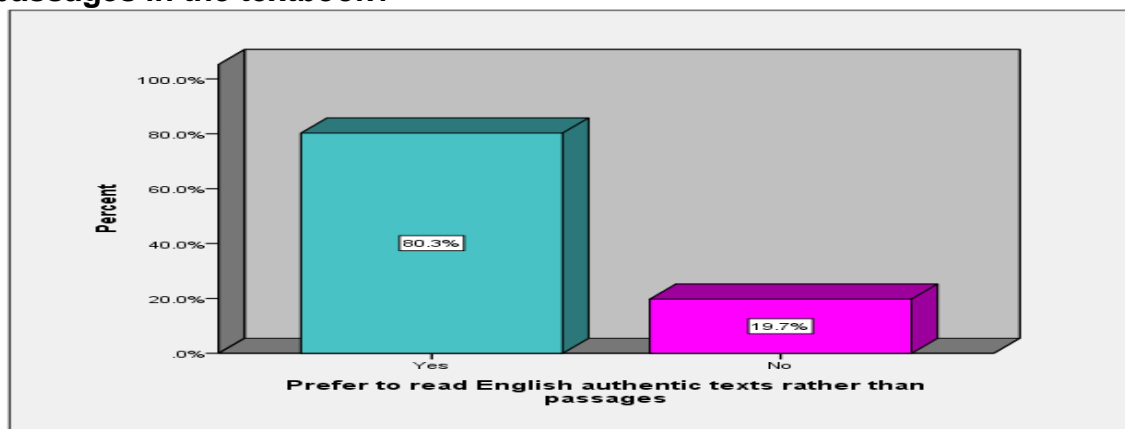 passages in the textbook?
100.0%
80.0%
60.0%
40.0%
20.0%
.0%
Percent
80.3%
19.7%
Yes
No
Prefer to read English authentic texts rather than
passages